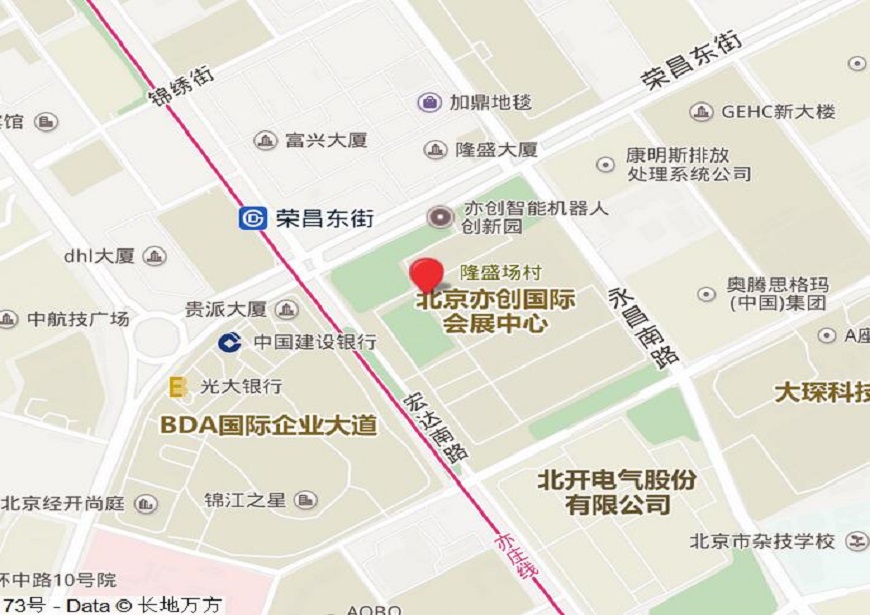 荣昌东街
锦绣街
加鼎地毯
GEHC新大楼
馆
富兴大厦
隆盛大厦
康明斯排放
处理系统公司
荣昌东街
亦创智能机器人
创新园
dhl大厦
隆盛场村
奥腾思格玛
(中国)集团
北京亦创国际
会展中心
永昌南路
贵派大厦
中航技广场
中国建设银行
A座
光大银行
大琛科技
宏达南路
BDA国际企业大道
北开电气股份
有限公司
北京经开尚庭
锦江之星
亦庄线
北京市杂技学校
环中路10号院
73号 - Data © 长地万方
AOBO